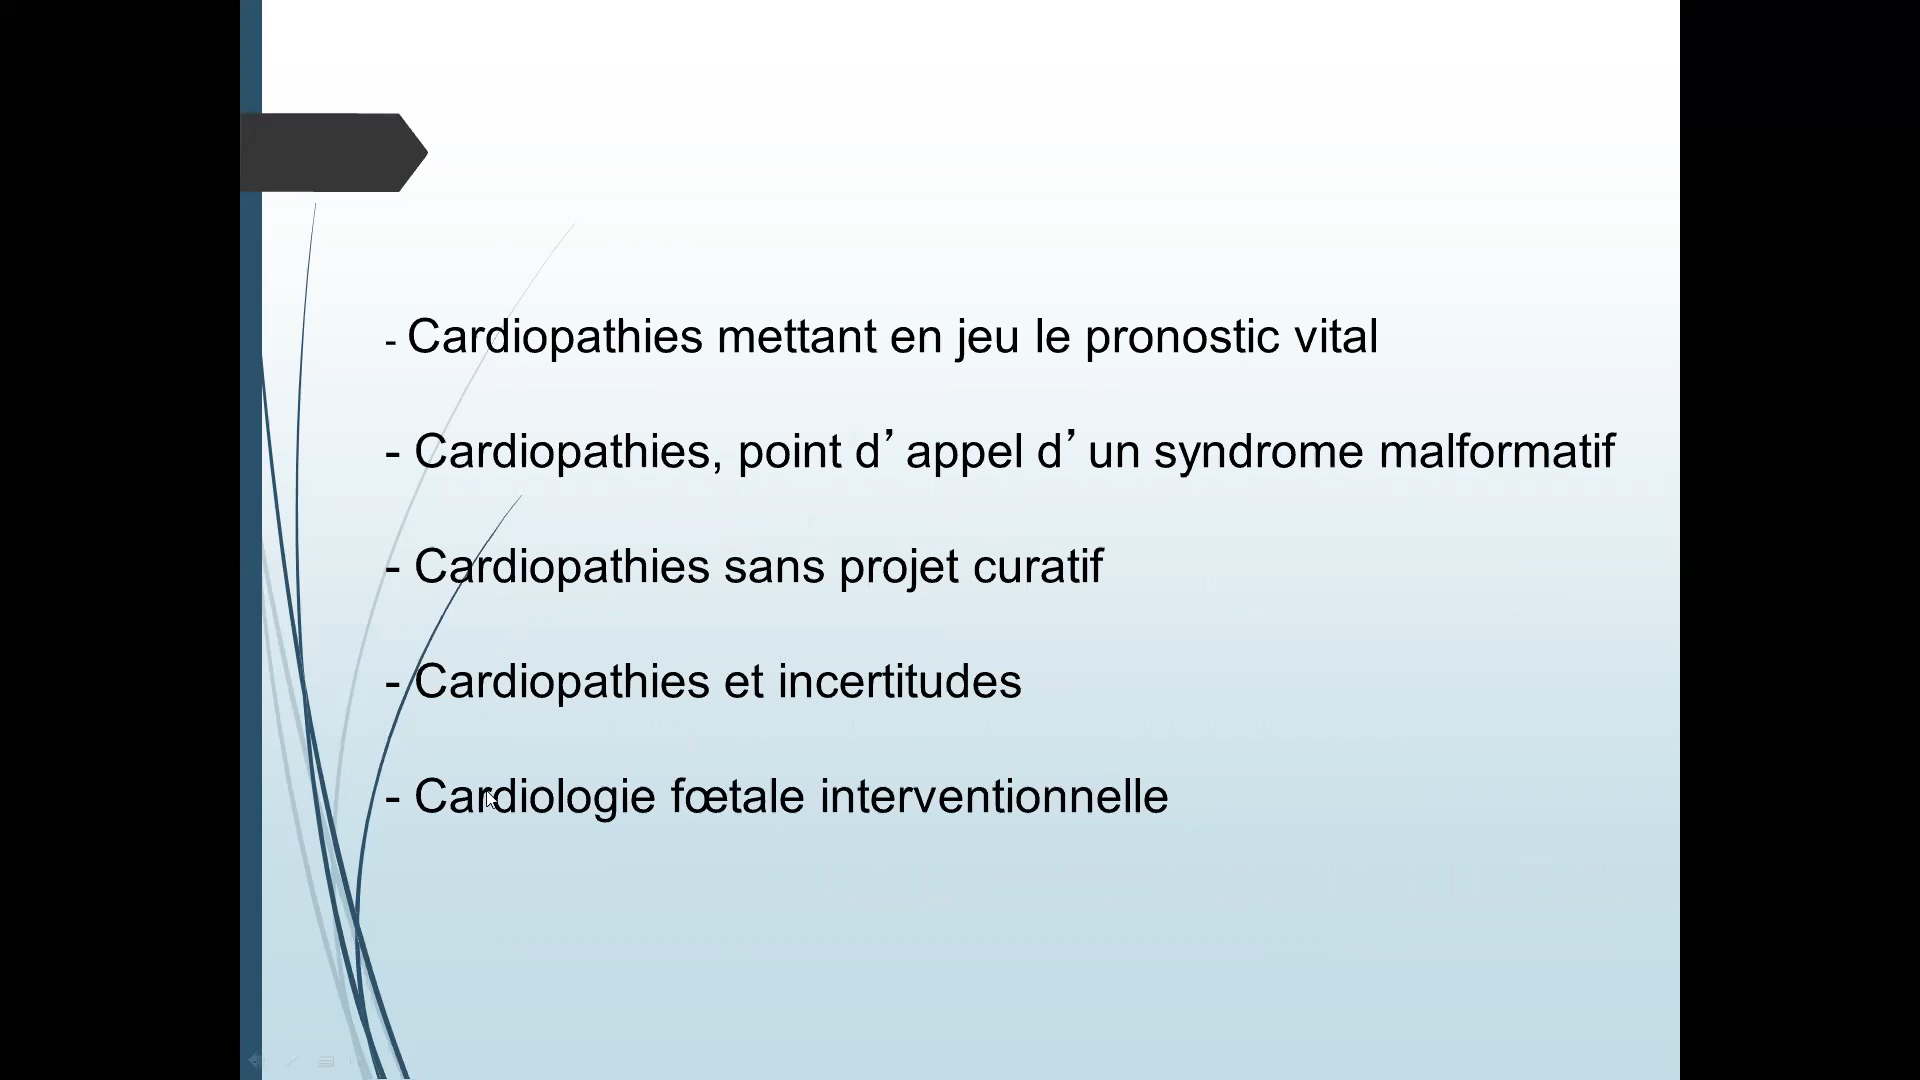 - Cardiopathies mettant en jeu le pronostic vital
- Cardiopathies, point d’ appel d’ un syndrome malformatif
- Cardiopathies sans projet curatif
- Cardiopathies et incertitudes
- Cardiologie fœtale interventionnelle